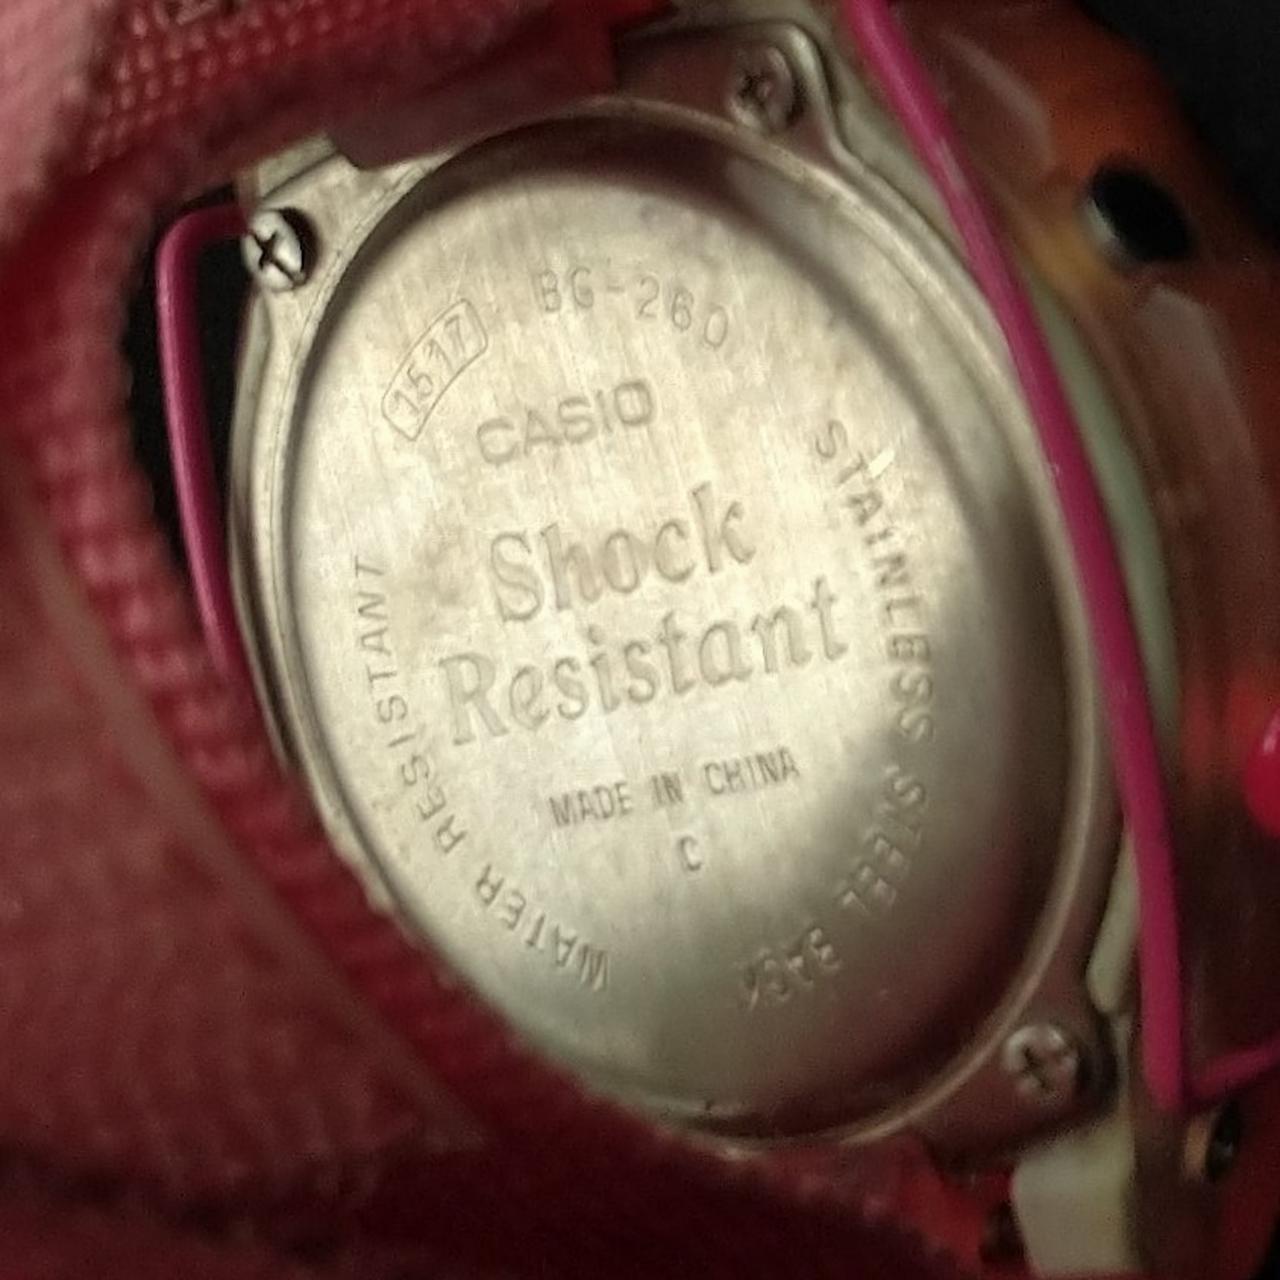 1517
BG-260
CASIO
Shock
Resistant
MADE IN CHINA
C
WATER RESISTANT
STAINLESS STEEL BACK